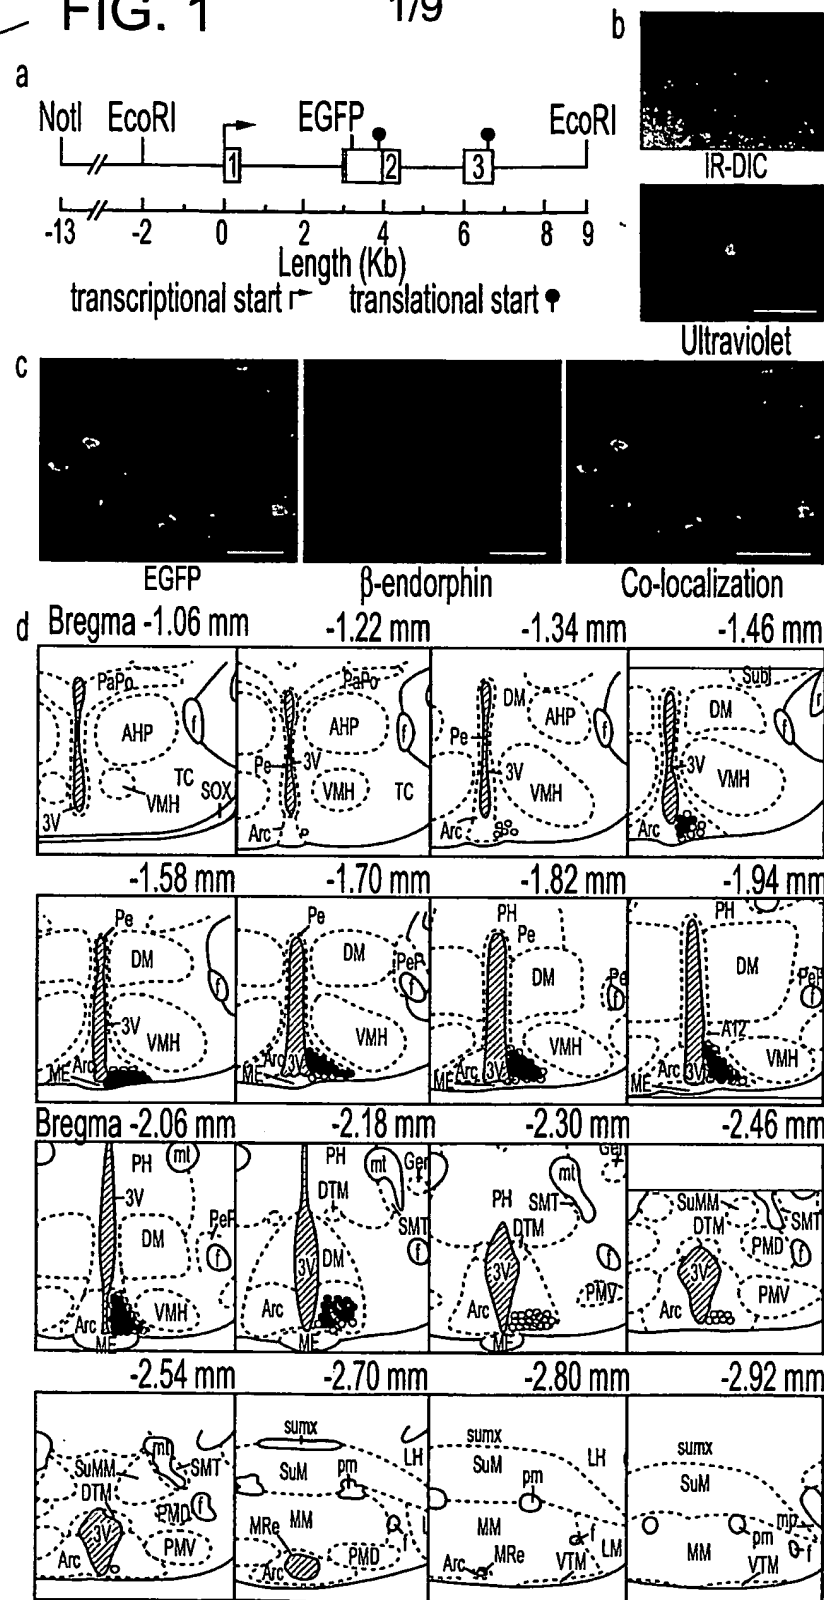 FIG. 1
1/9
a
NotI EcoRI EGFP EcoRI
1 2 3
-13 -2 0 2 4 6 8 9
Length (Kb)
transcriptional start translational start
b
IR-DIC
Ultraviolet
c
EGFP β-endorphin Co-localization
d
Bregma -1.06 mm -1.22 mm -1.34 mm -1.46 mm
PaPo AHP f TC VMH SOX 3V
PaPo AHP f Pe 3V VMH TC Arc
DM AHP f Pe 3V VMH Arc
SubI DM f 3V VMH Arc
-1.58 mm -1.70 mm -1.82 mm -1.94 mm
Pe DM f 3V VMH Arc ME
Pe DM f VMH Arc 3V ME
PH Pe DM Pe f VMH Arc 3V ME
PH DM f A12 VMH Arc 3V ME
Bregma -2.06 mm -2.18 mm -2.30 mm -2.46 mm
PH mt 3V DM f VMH Arc ME
PH mt DTM SMT 3V DM f Arc ME
mt PH SMT DTM 3V f Arc PMV ME
SuMM DTM SMT PMD f 3V Arc PMV
-2.54 mm -2.70 mm -2.80 mm -2.92 mm
mt SuMM SMT DTM PMD f 3V Arc PMV
sumx LH SuM pm MRe MM f Arc PMD
sumx SuM LH pm MM f Arc MRe VTM LM
sumx SuM mp pm f MM VTM